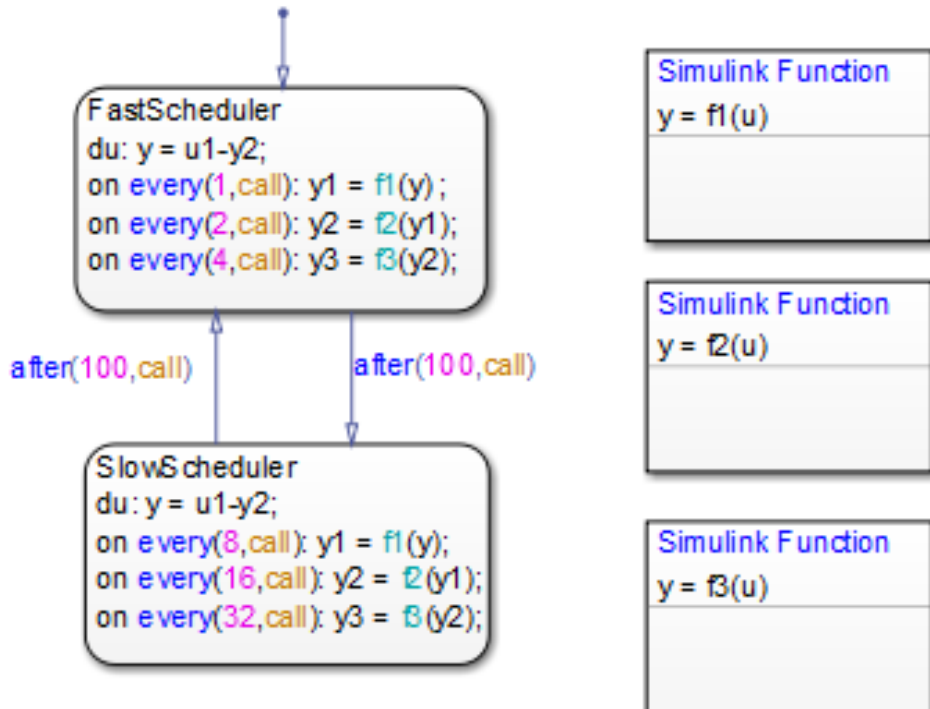 FastScheduler
du: y = u1-y2;
on every(1,call): y1 = f1(y) ;
on every(2,call): y2 = f2(y1);
on every(4,call): y3 = f3(y2);
after(100,call)
after(100,call)
SlowScheduler
du: y = u1-y2;
on every(8,call): y1 = f1(y);
on every(16,call): y2 = f2(y1);
on every(32,call): y3 = f3(y2);
Simulink Function
y = f1(u)
Simulink Function
y = f2(u)
Simulink Function
y = f3(u)